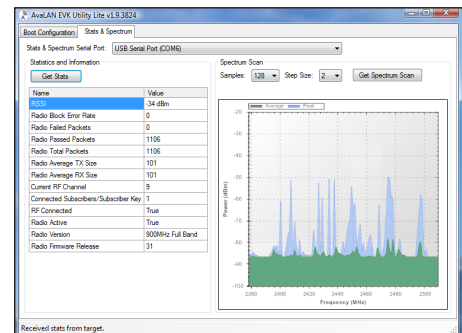 AvaLAN EVK Utility Lite v1.9.3824
Boot Configuration Stats & Spectrum
Stats & Spectrum Serial Port: USB Serial Port (COM6)
Statistics and Information Spectrum Scan
Get Stats Samples: 128 Step Size: 2 Get Spectrum Scan
Name Value
RSSI -34 dBm
Radio Block Error Rate 0
Radio Failed Packets 0
Radio Passed Packets 1106
Radio Total Packets 1106
Radio Average TX Size 101
Radio Average RX Size 101
Current RF Channel 9
Connected Subscribers/Subscriber Key 1
RF Connected True
Radio Active True
Radio Version 900MHz Full Band
Radio Firmware Release 31
Average Peak
-20
-30
-40
-50
-60
-70
-80
-90
-100
Power (dBm)
2380 2400 2420 2440 2460 2480 2500
Frequency (MHz)
Received stats from target.